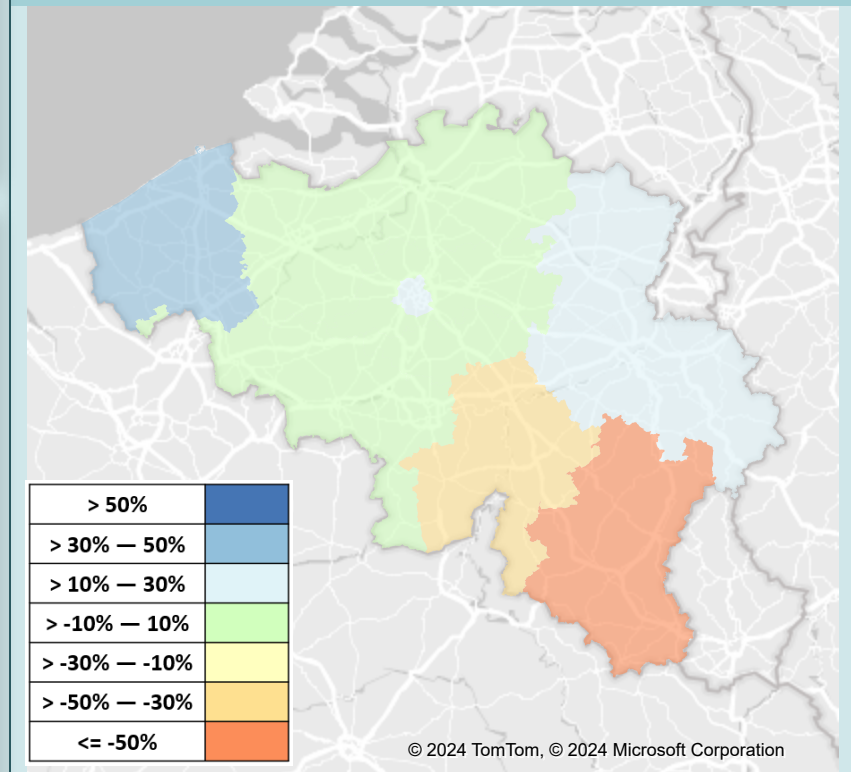 > 50%
> 30% — 50%
> 10% — 30%
> -10% — 10%
> -30% — -10%
> -50% — -30%
<= -50%
© 2024 TomTom, © 2024 Microsoft Corporation